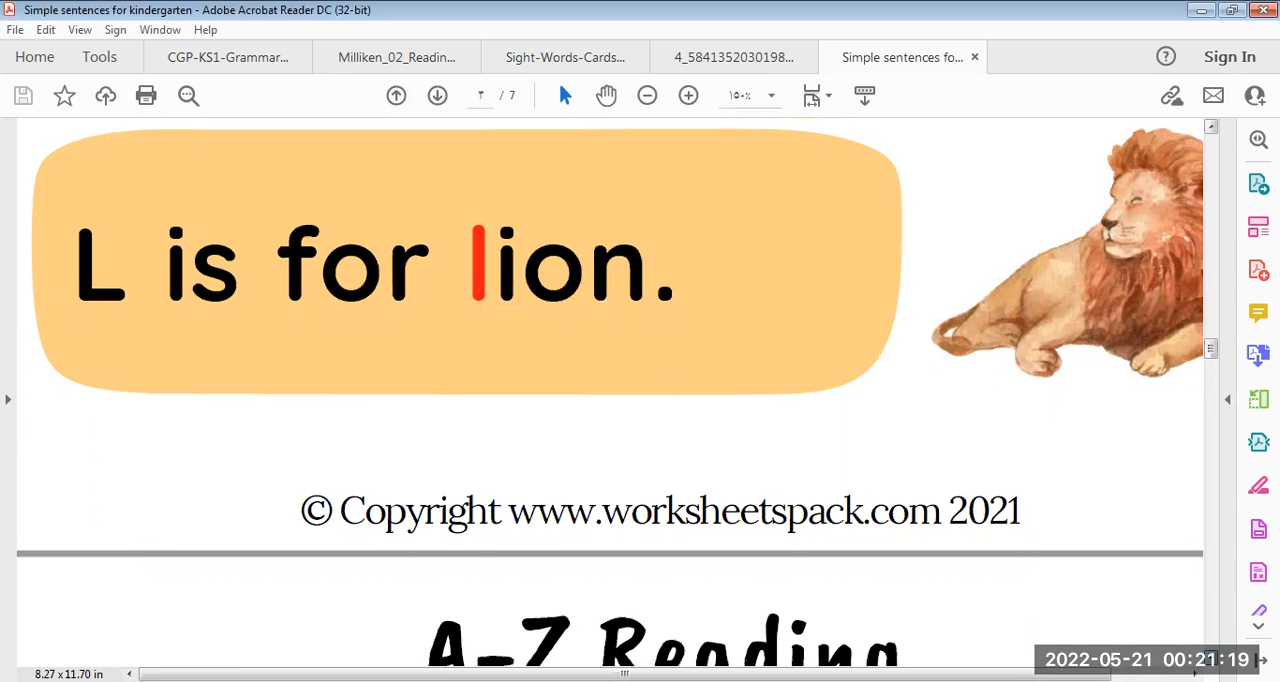 Simple sentences for kindergarten - Adobe Acrobat Reader DC (32-bit)
File Edit View Sign Window Help
Home Tools CGP-KS1-Grammar... Milliken_02_Readin... Sight-Words-Cards... 4_5841352030198... Simple sentences fo... × Sign In
٣ / 7 ١٥٠%
L is for lion.
© Copyright www.worksheetspack.com 2021
A-Z Reading
8.27 x 11.70 in
2022-05-21 00:21:19